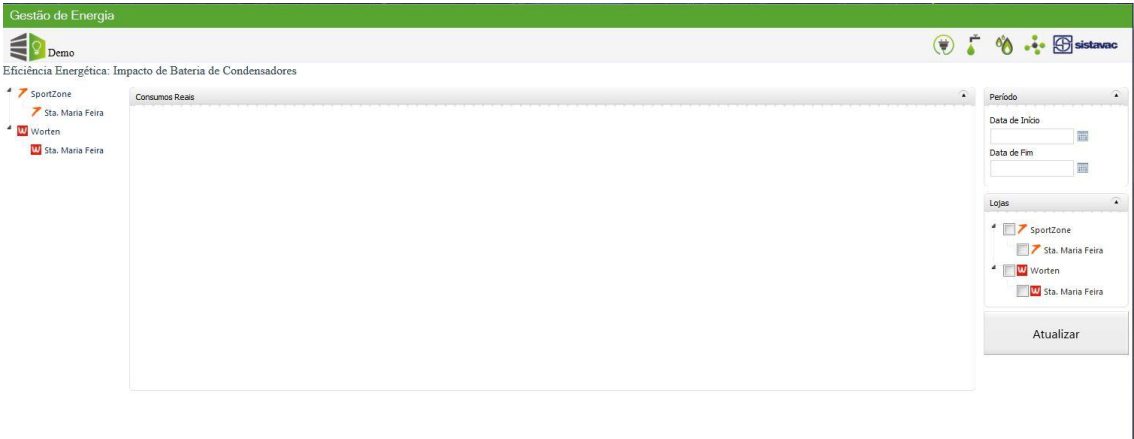 Gestão de Energia
Demo
sistavac
Eficiência Energética: Impacto de Bateria de Condensadores
SportZone
Sta. Maria Feira
W Worten
W Sta. Maria Feira
Consumos Reais
Período
Data de Início
Data de Fim
Lojas
SportZone
Sta. Maria Feira
W Worten
W Sta. Maria Feira
Atualizar